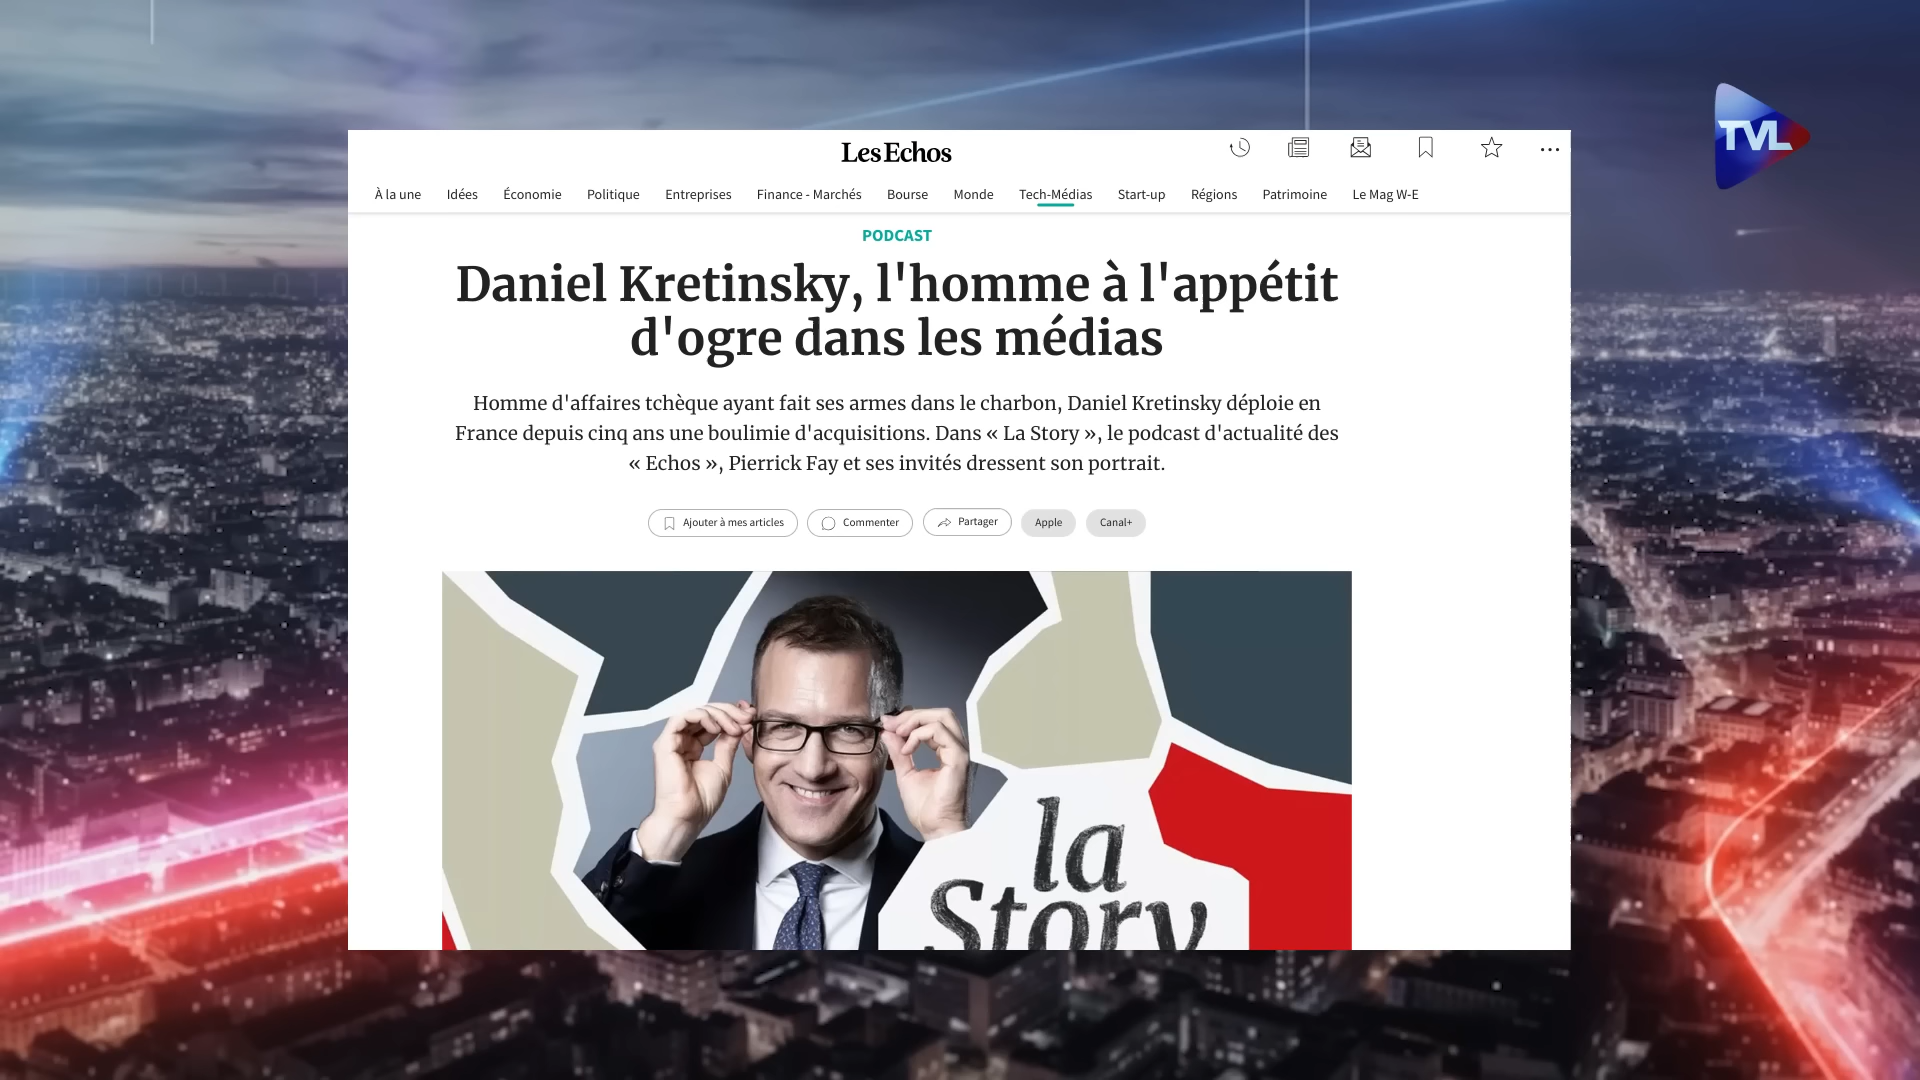 TVL
Les Echos
À la une Idées Économie Politique Entreprises Finance - Marchés Bourse Monde Tech-Médias Start-up Régions Patrimoine Le Mag W-E
PODCAST
Daniel Kretinsky, l'homme à l'appétit
d'ogre dans les médias
Homme d'affaires tchèque ayant fait ses armes dans le charbon, Daniel Kretinsky déploie en
France depuis cinq ans une boulimie d'acquisitions. Dans « La Story », le podcast d'actualité des
« Echos », Pierrick Fay et ses invités dressent son portrait.
Ajouter à mes articles Commenter Partager Apple Canal+
la
Story